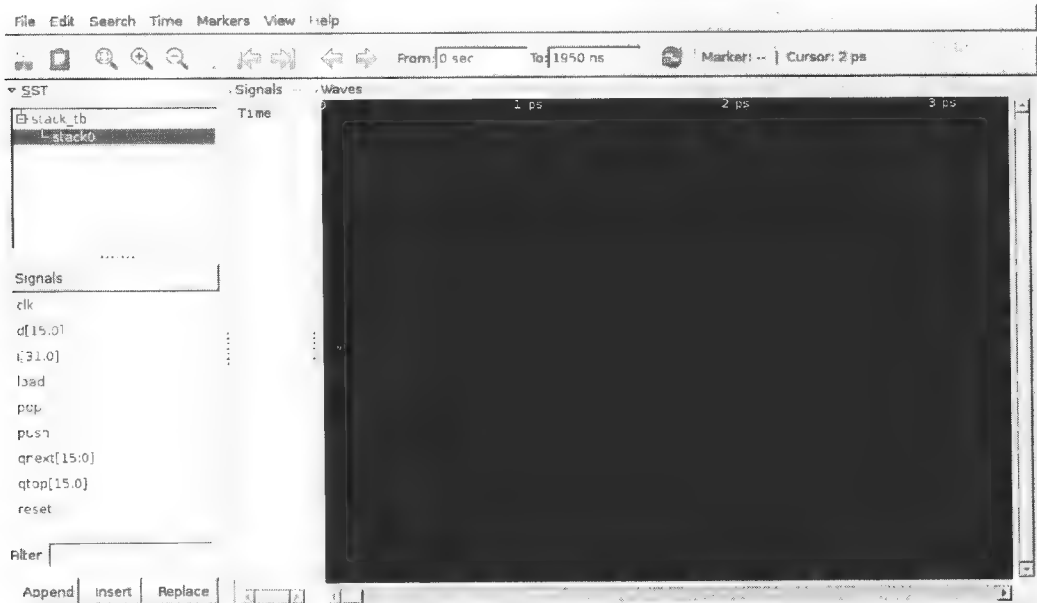 File Edit Search Time Markers View Help
From: 0 sec To: 1950 ns Marker: -- | Cursor: 2 ps
SST
stack_tb
stack0
Signals
Time
Waves
1 ps 2 ps 3 ps
Signals
clk
d[15:0]
i[31:0]
load
pop
push
qnext[15:0]
qtop[15:0]
reset
Filter
Append Insert Replace